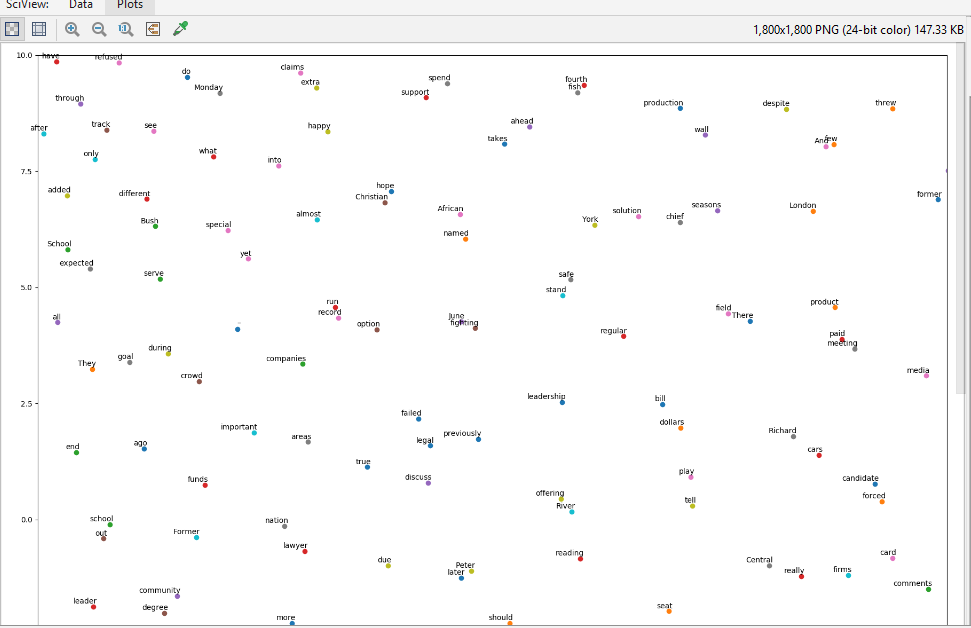 SciView: Data Plots
1,800x1,800 PNG (24-bit color) 147.33 KB
10.0
have
refused
do
claims
extra
Monday
spend
support
fourth
fish
through
production
despite
threw
after
track
see
happy
ahead
takes
wall
And
few
only
what
into
7.5
added
different
hope
Christian
former
Bush
special
almost
African
named
York
solution
chief
seasons
London
School
expected
yet
serve
5.0
safe
stand
all
run
record
option
June
fighting
regular
field
There
product
paid
meeting
They
goal
during
crowd
companies
media
2.5
leadership
bill
dollars
failed
legal
previously
important
areas
Richard
cars
end
ago
true
discuss
funds
play
candidate
forced
offering
River
tell
0.0
school
out
Former
nation
lawyer
reading
due
Peter
later
Central
really
firms
card
comments
community
leader
degree
more
should
seat